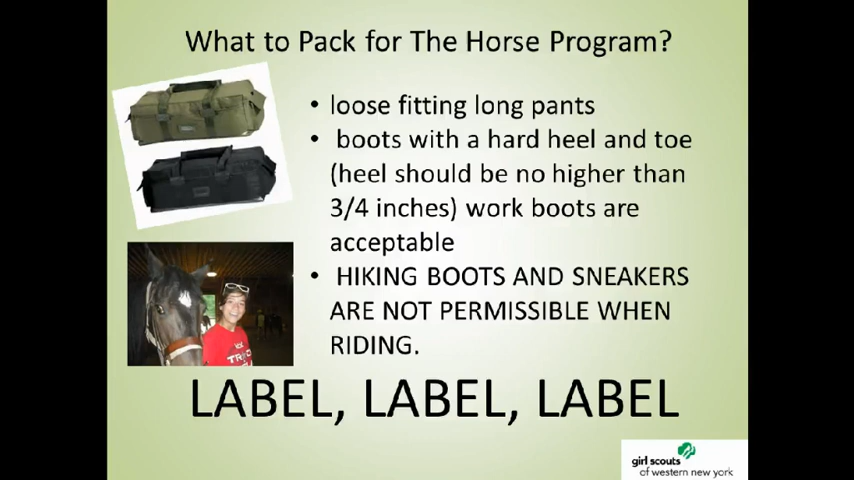 What to Pack for The Horse Program?
• loose fitting long pants
• boots with a hard heel and toe
(heel should be no higher than
3/4 inches) work boots are
acceptable
• HIKING BOOTS AND SNEAKERS
ARE NOT PERMISSIBLE WHEN
RIDING.
LABEL, LABEL, LABEL
girl scouts
of western new york